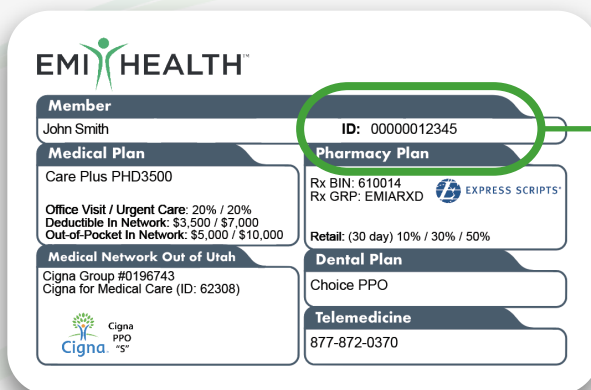 EMI HEALTH™
Member
John Smith
ID: 00000012345
Medical Plan
Care Plus PHD3500
Office Visit / Urgent Care: 20% / 20%
Deductible In Network: $3,500 / $7,000
Out-of-Pocket In Network: $5,000 / $10,000
Pharmacy Plan
Rx BIN: 610014
Rx GRP: EMIARXD
EXPRESS SCRIPTS®
Retail: (30 day) 10% / 30% / 50%
Medical Network Out of Utah
Cigna Group #0196743
Cigna for Medical Care (ID: 62308)
Cigna.
Cigna
PPO
"S"
Dental Plan
Choice PPO
Telemedicine
877-872-0370